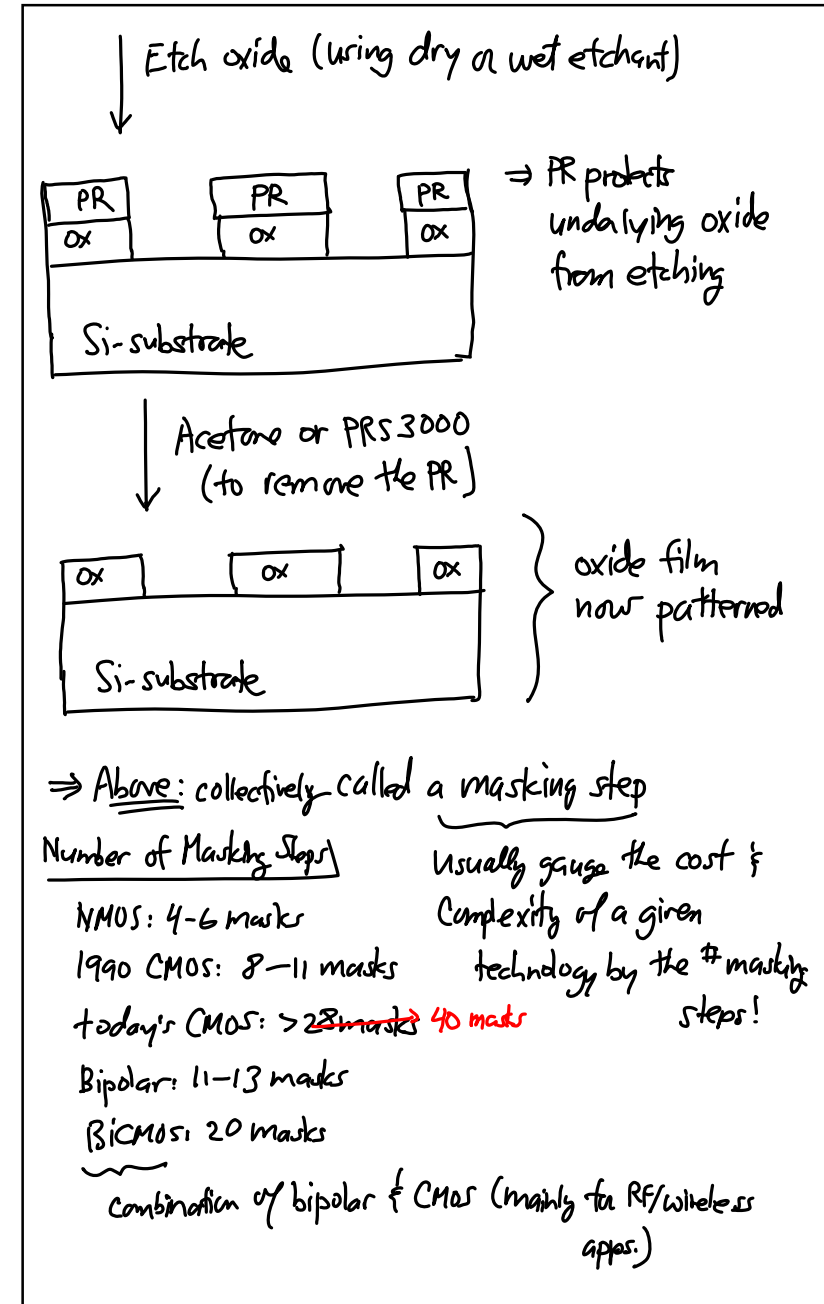 Etch oxide (using dry or wet etchant)
PR PR PR
OX OX OX
Si-substrate
⇒ PR protects
underlying oxide
from etching
Acetone or PRS3000
(to remove the PR)
OX OX OX
Si-substrate
oxide film
now patterned
⇒ Above: collectively called a masking step
Number of Masking Steps
NMOS: 4-6 masks
1990 CMOS: 8-11 masks
today's CMOS: >28 masks → 40 masks
Bipolar: 11-13 masks
BiCMOS: 20 masks
usually gauge the cost &
complexity of a given
technology by the # masking
steps!
combination of bipolar & CMOS (mainly for RF/wireless
apps.)